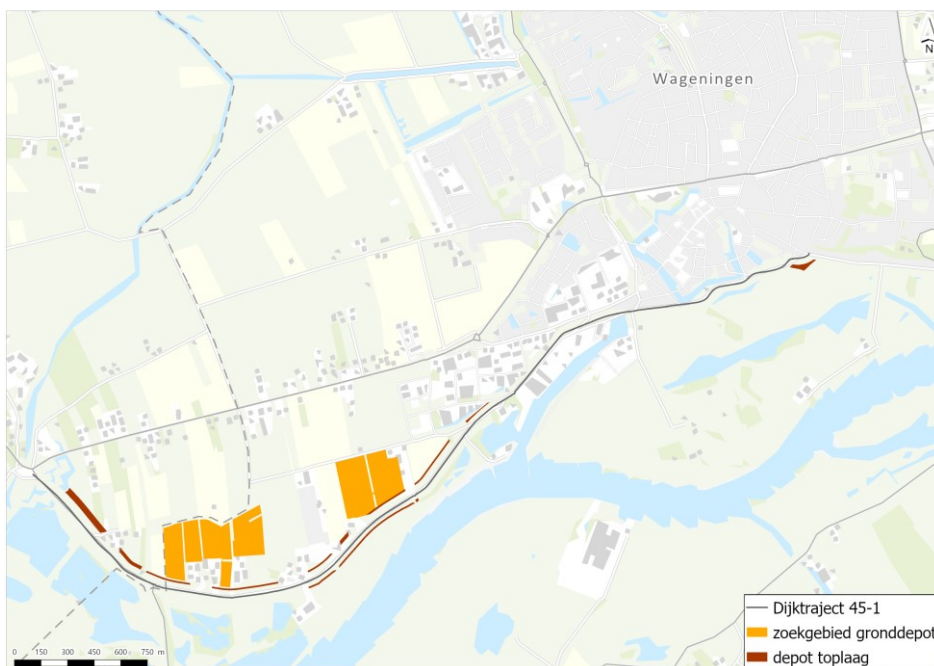 Wageningen
N
0 150 300 450 600 750 m
Dijktraject 45-1
zoekgebied gronddepot
depot toplaag